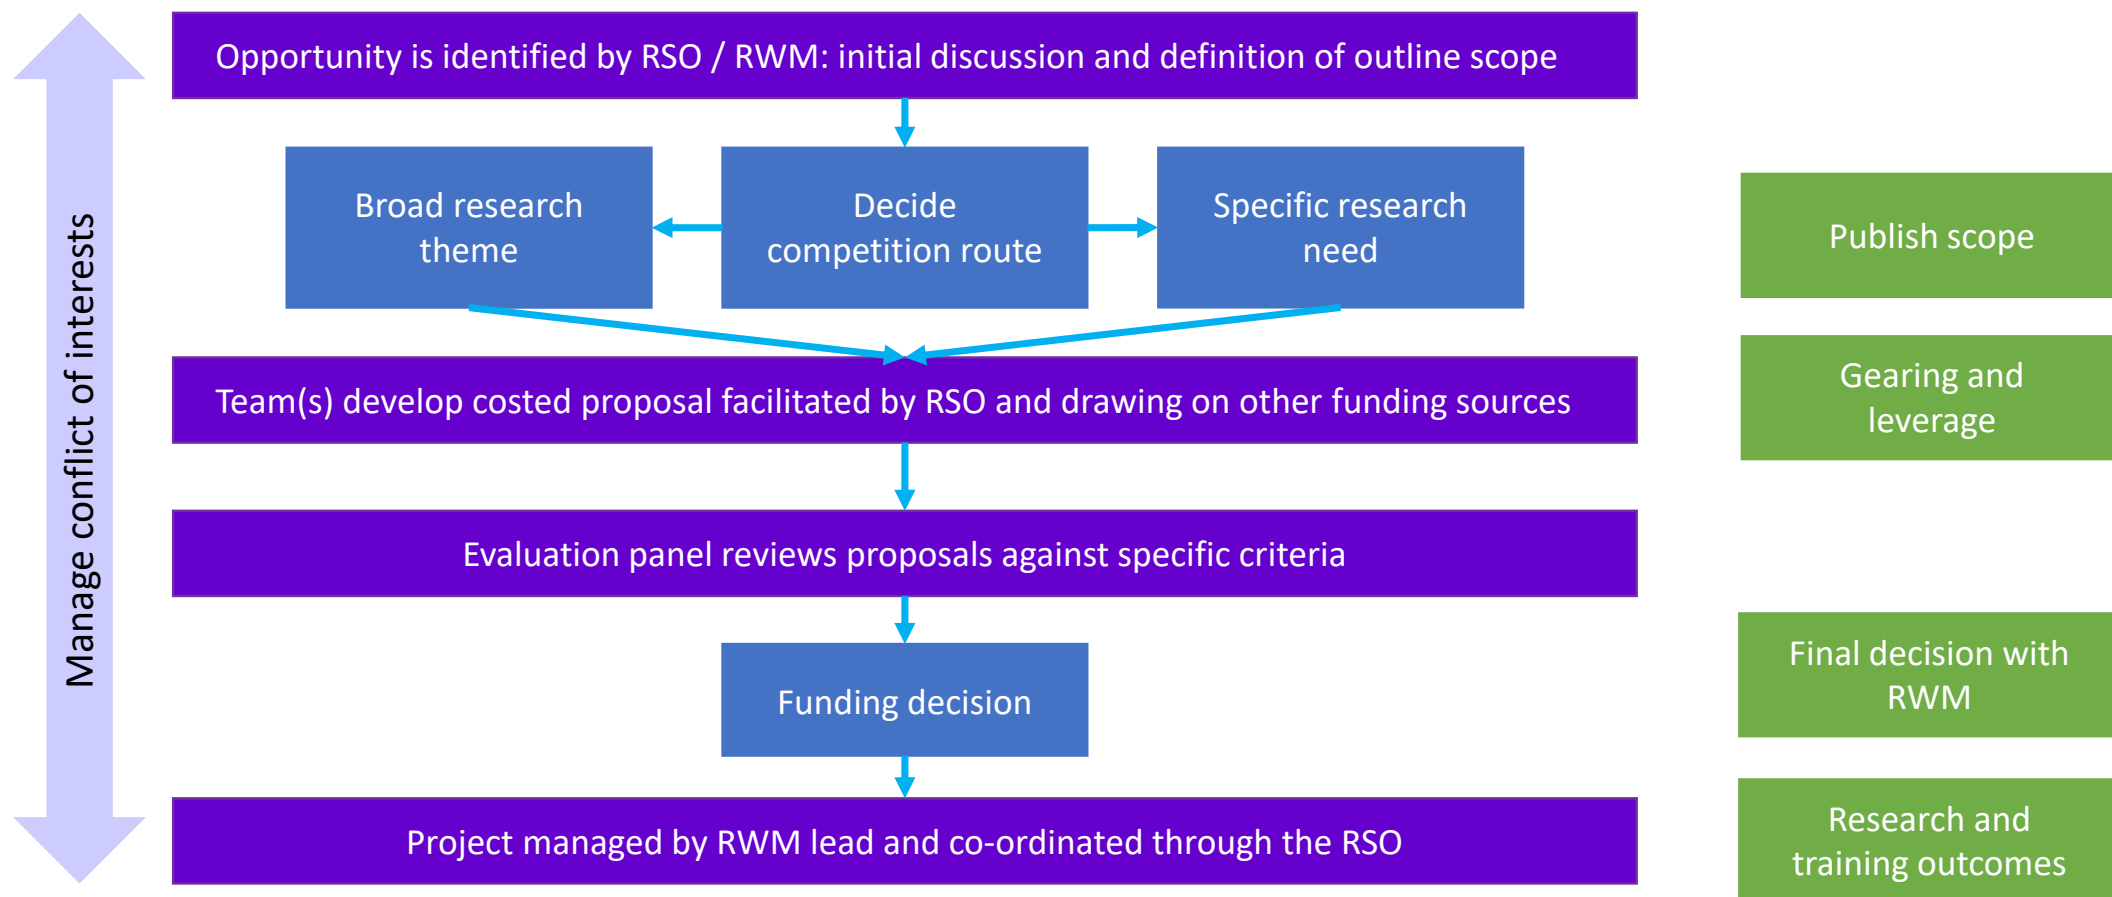 Manage conflict of interests
Opportunity is identified by RSO / RWM: initial discussion and definition of outline scope
Broad research
theme
Decide
competition route
Specific research
need
Publish scope
Team(s) develop costed proposal facilitated by RSO and drawing on other funding sources
Gearing and
leverage
Evaluation panel reviews proposals against specific criteria
Funding decision
Final decision with
RWM
Project managed by RWM lead and co-ordinated through the RSO
Research and
training outcomes